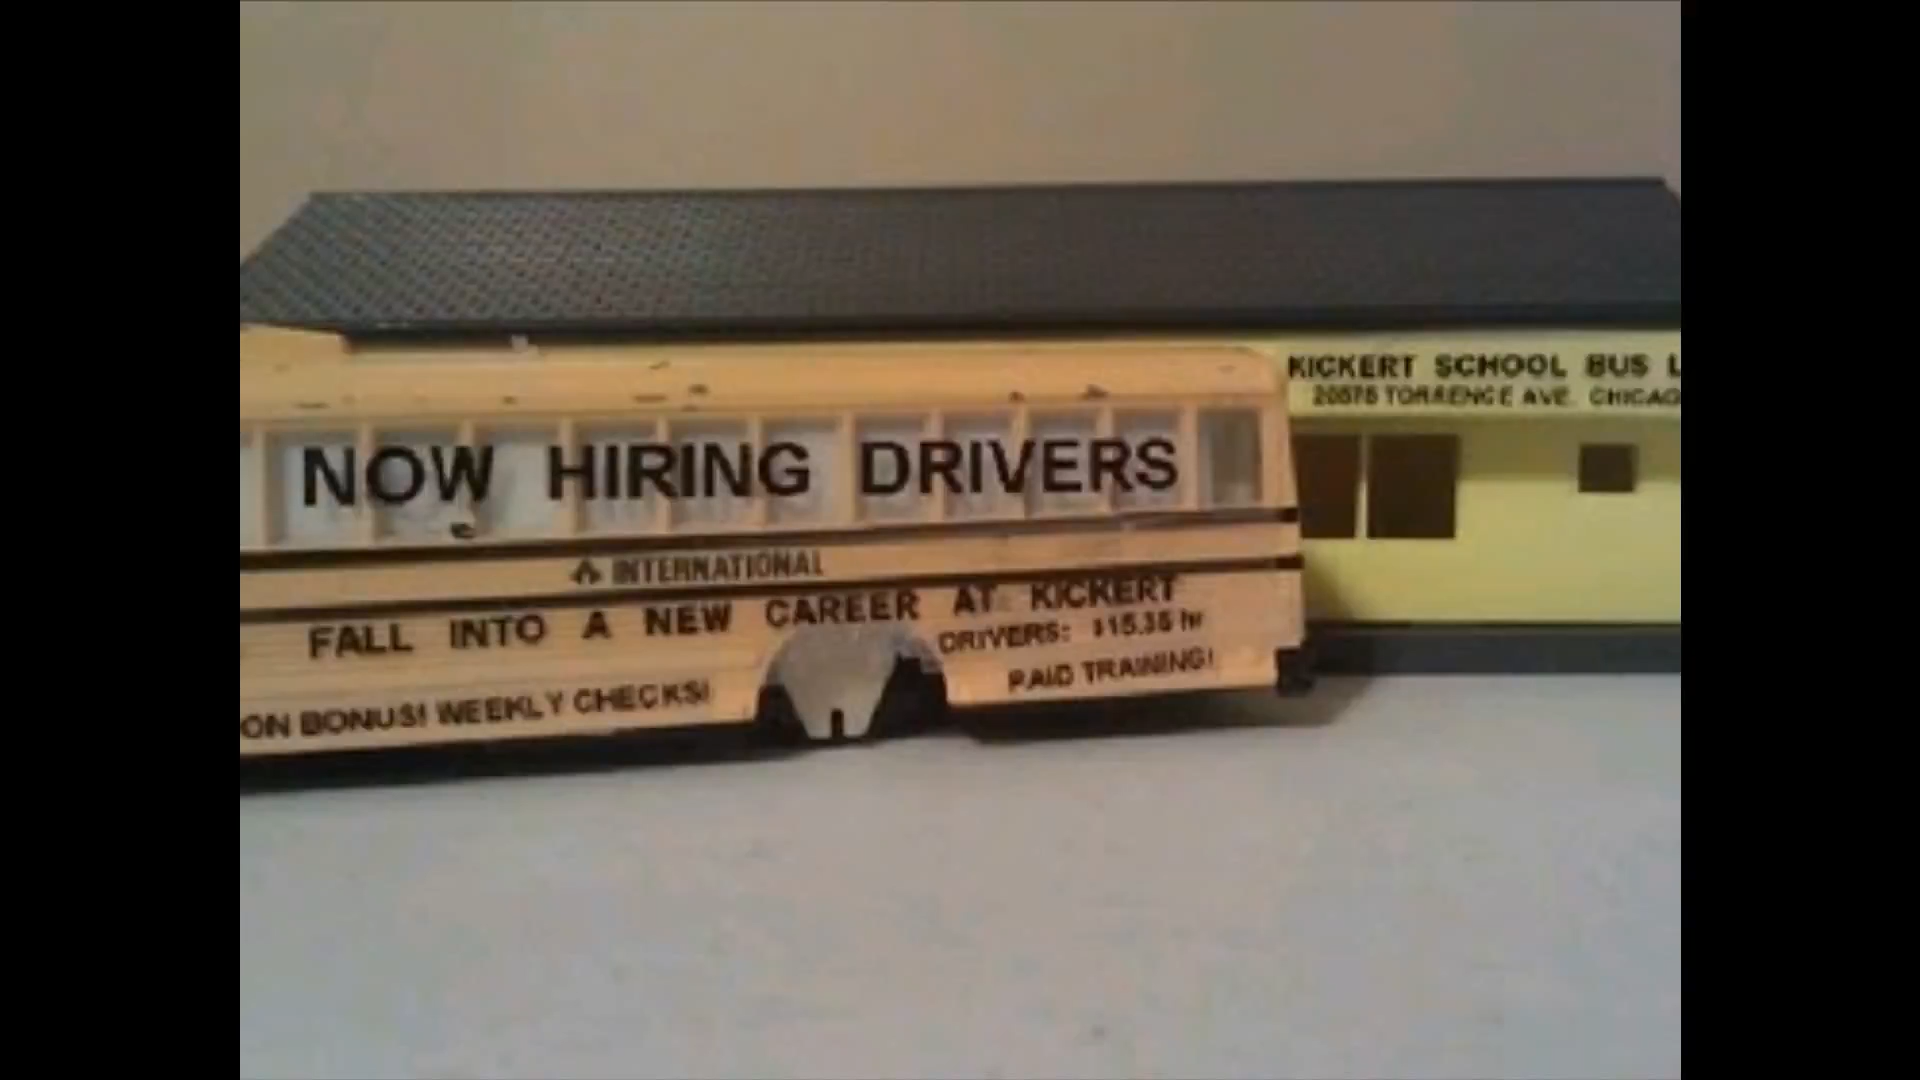 KICKERT SCHOOL BUS L
20575 TORRENCE AVE. CHICAG
NOW HIRING DRIVERS
INTERNATIONAL
FALL INTO A NEW CAREER AT KICKERT
DRIVERS: $15.35 hr
PAID TRAINING!
ON BONUS! WEEKLY CHECKS!